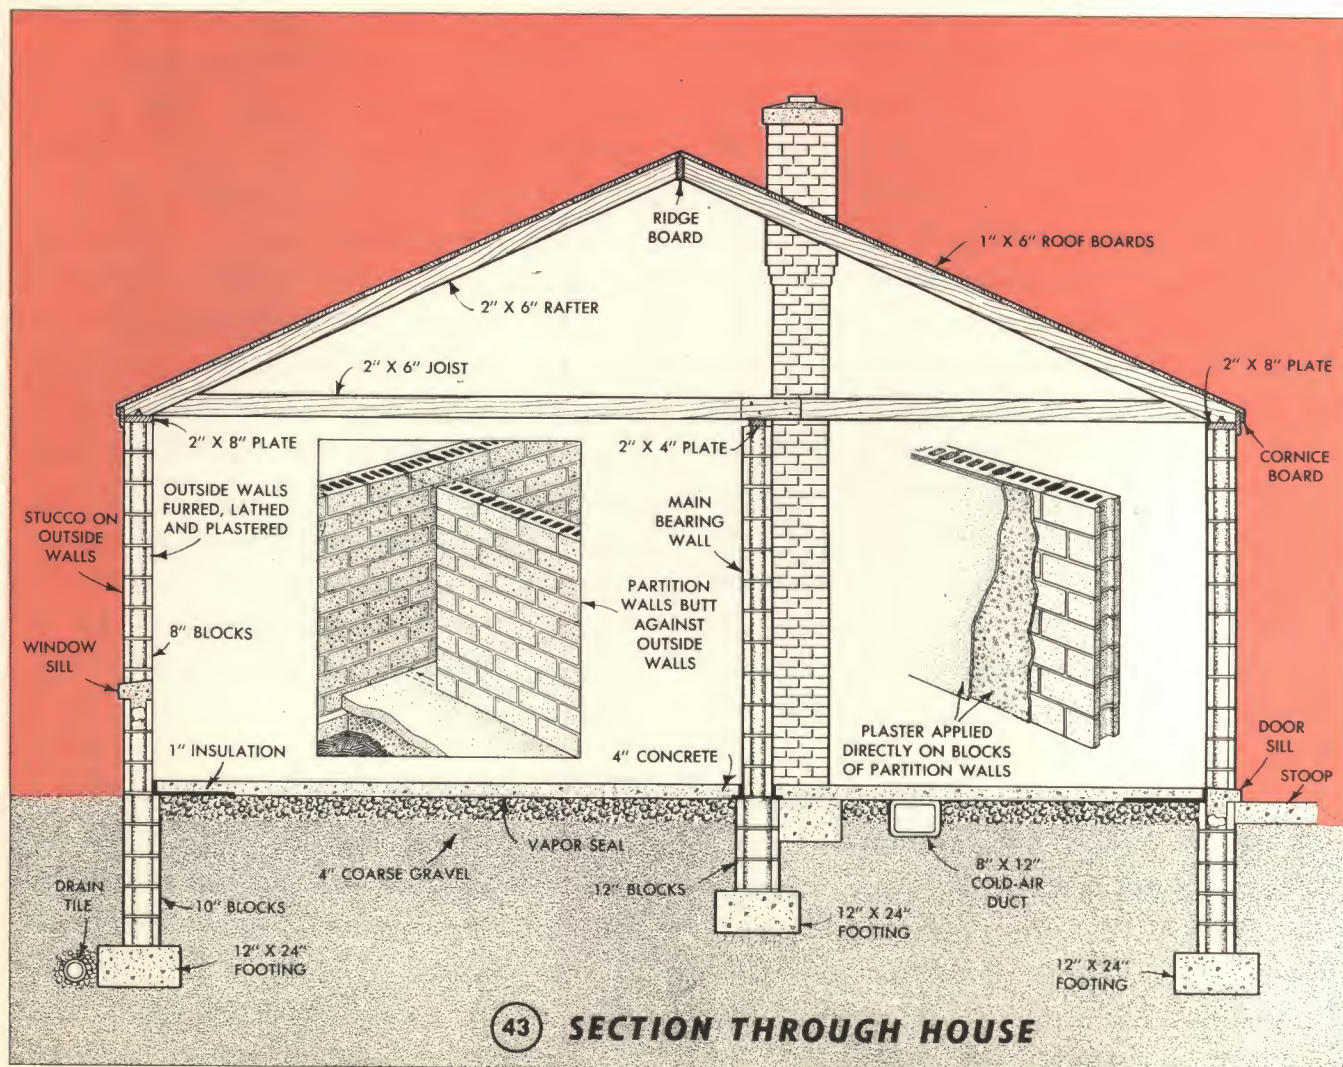 RIDGE
BOARD
1" X 6" ROOF BOARDS
2" X 6" RAFTER
2" X 6" JOIST
2" X 8" PLATE
2" X 8" PLATE
2" X 4" PLATE
CORNICE
BOARD
OUTSIDE WALLS
FURRED, LATHED
AND PLASTERED
STUCCO ON
OUTSIDE
WALLS
MAIN
BEARING
WALL
PARTITION
WALLS BUTT
AGAINST
OUTSIDE
WALLS
8" BLOCKS
WINDOW
SILL
PLASTER APPLIED
DIRECTLY ON BLOCKS
OF PARTITION WALLS
1" INSULATION
4" CONCRETE
DOOR
SILL
STOOP
VAPOR SEAL
4" COARSE GRAVEL
8" X 12"
COLD-AIR
DUCT
12" BLOCKS
DRAIN
TILE
10" BLOCKS
12" X 24"
FOOTING
12" X 24"
FOOTING
12" X 24"
FOOTING
43 SECTION THROUGH HOUSE